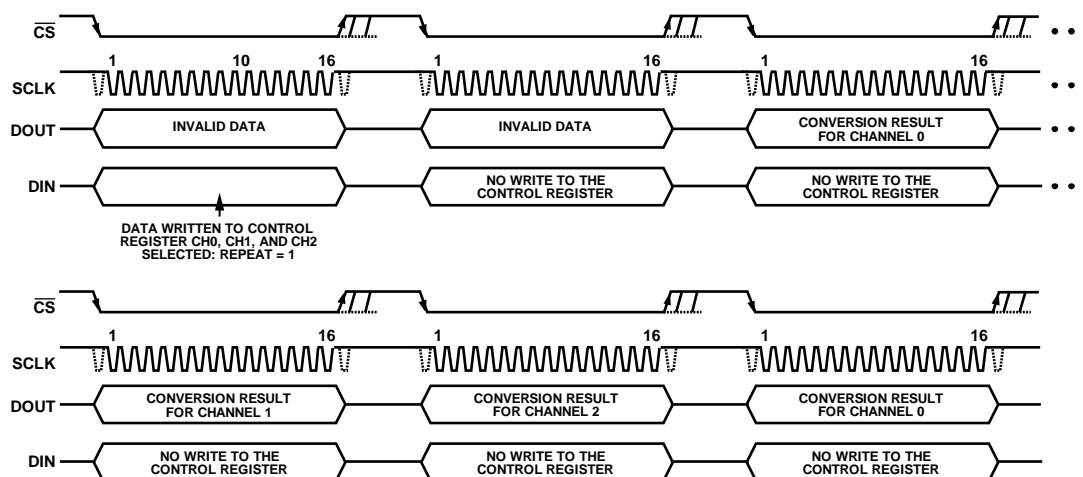 CS
1 10 16 1 16 1 16
SCLK
DOUT INVALID DATA INVALID DATA CONVERSION RESULT
FOR CHANNEL 0
DIN NO WRITE TO THE
CONTROL REGISTER NO WRITE TO THE
CONTROL REGISTER
DATA WRITTEN TO CONTROL
REGISTER CH0, CH1, AND CH2
SELECTED: REPEAT = 1
CS
1 16 1 16 1 16
SCLK
DOUT CONVERSION RESULT
FOR CHANNEL 1 CONVERSION RESULT
FOR CHANNEL 2 CONVERSION RESULT
FOR CHANNEL 0
DIN NO WRITE TO THE
CONTROL REGISTER NO WRITE TO THE
CONTROL REGISTER NO WRITE TO THE
CONTROL REGISTER